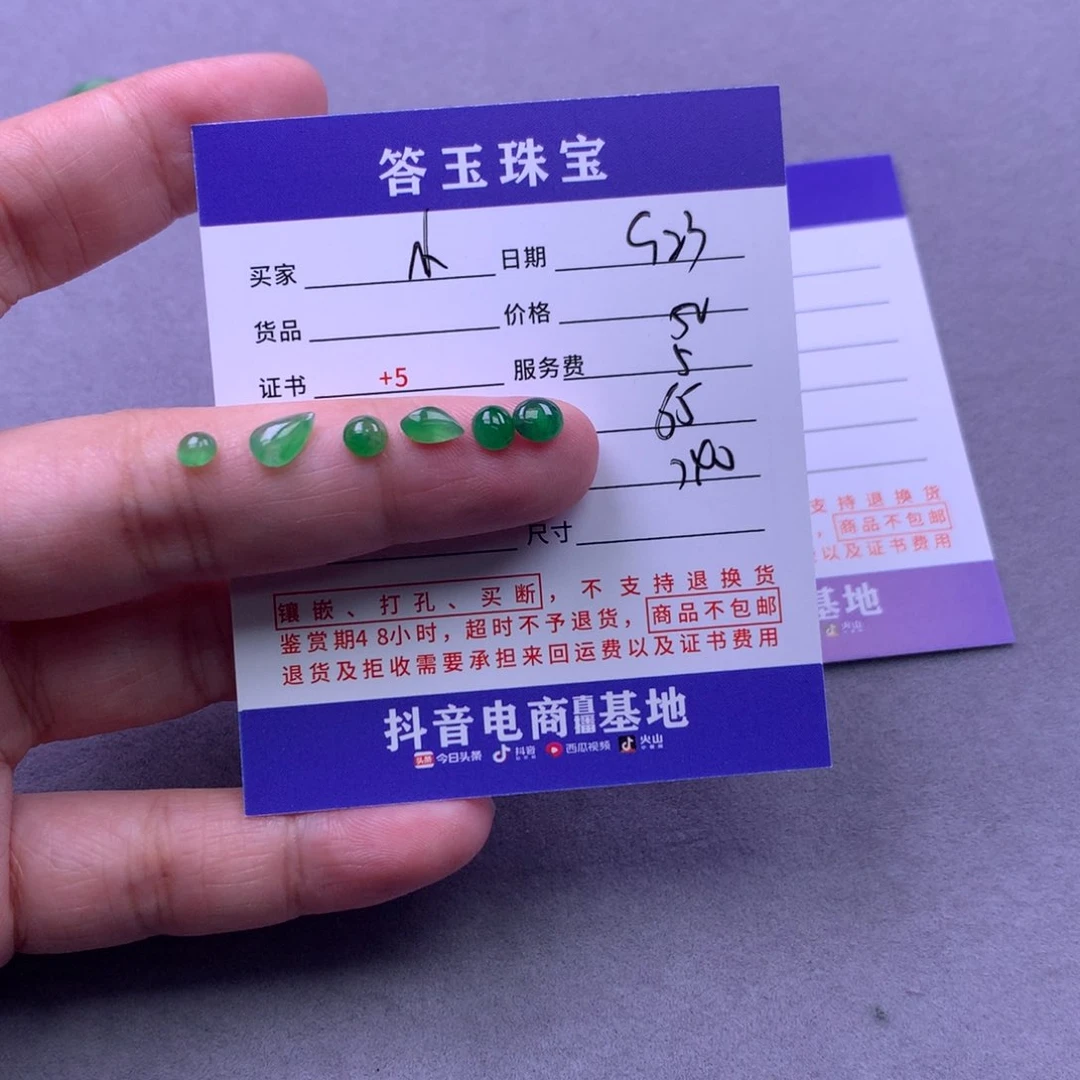 答玉珠宝
买家 日期
货品 价格
证书 +5 服务费 5
65
尺寸
镶嵌、打孔、买断，不支持退换货
鉴赏期48小时，超时不予退货，商品不包邮
退货及拒收需要承担来回运费以及证书费用
抖音电商直播基地
头条 今日头条 抖音 西瓜视频 火山
支持退换货
，商品不包邮
以及证书费用
基地
火山